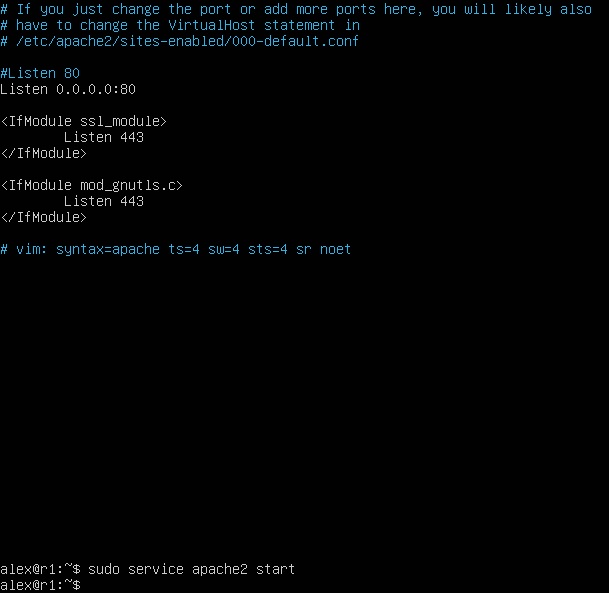 # If you just change the port or add more ports here, you will likely also
# have to change the VirtualHost statement in
# /etc/apache2/sites-enabled/000-default.conf
#Listen 80
Listen 0.0.0.0:80
<IfModule ssl_module>
Listen 443
</IfModule>
<IfModule mod_gnutls.c>
Listen 443
</IfModule>
# vim: syntax=apache ts=4 sw=4 sts=4 sr noet
alex@r1:~$ sudo service apache2 start
alex@r1:~$